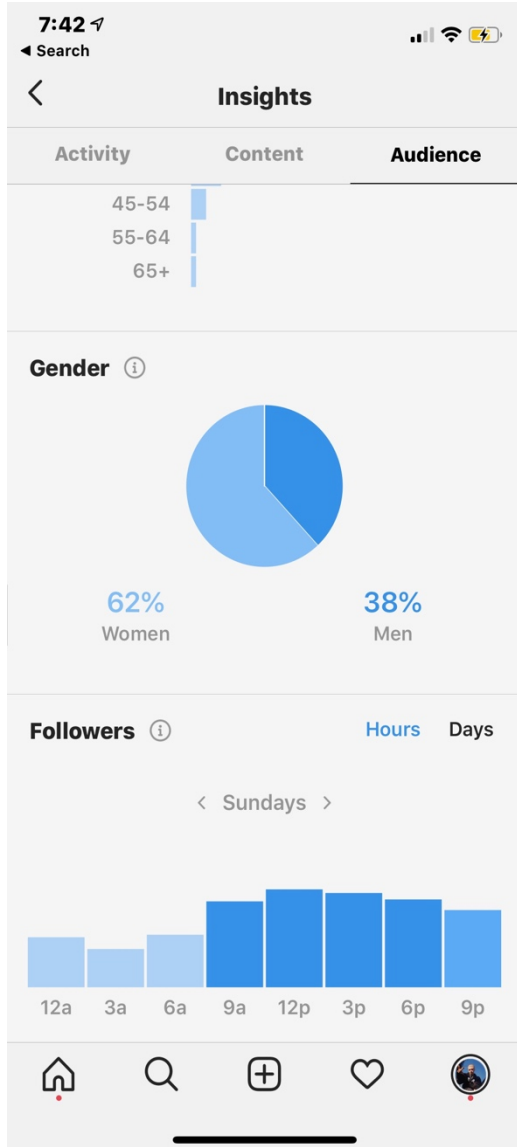 7:42
◀ Search
Insights
Activity Content Audience
45-54
55-64
65+
Gender
62% 38%
Women Men
Followers Hours Days
< Sundays >
12a 3a 6a 9a 12p 3p 6p 9p